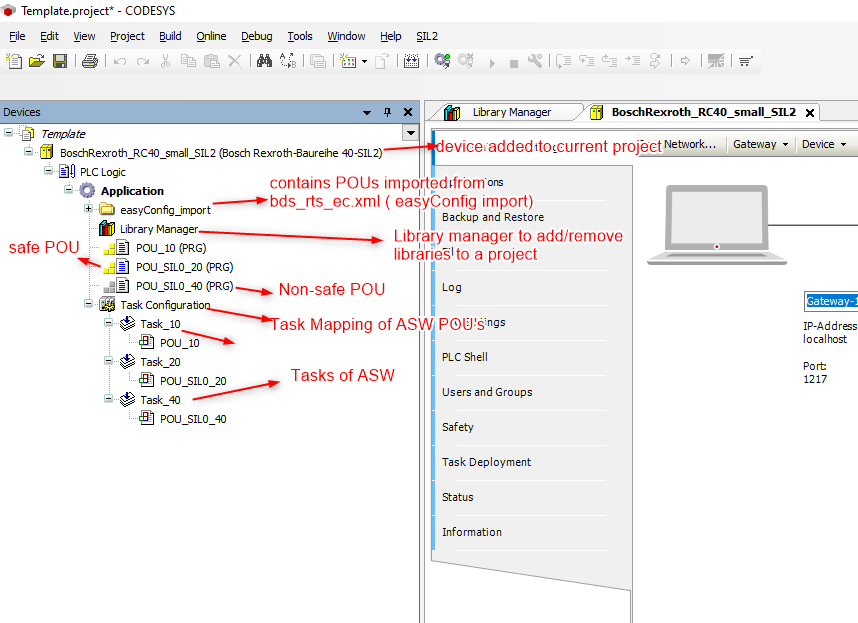 Template.project* - CODESYS
File Edit View Project Build Online Debug Tools Window Help SIL2
Devices
Template
BoschRexroth_RC40_small_SIL2 (Bosch Rexroth-Baureihe 40-SIL2)
PLC Logic
Application
easyConfig_import
Library Manager
POU_10 (PRG)
POU_SIL0_20 (PRG)
POU_SIL0_40 (PRG)
Task Configuration
Task_10
POU_10
Task_20
POU_SIL0_20
Task_40
POU_SIL0_40
safe POU
device added to current project
contains POUs imported from
bds_rts_ec.xml ( easyConfig import)
Library manager to add/remove
libraries to a project
Non-safe POU
Task Mapping of ASW POU's
Tasks of ASW
Library Manager
BoschRexroth_RC40_small_SIL2
Network... Gateway Device
Backup and Restore
Log
PLC Shell
Users and Groups
Safety
Task Deployment
Status
Information
Gateway-1
IP-Address
localhost
Port:
1217